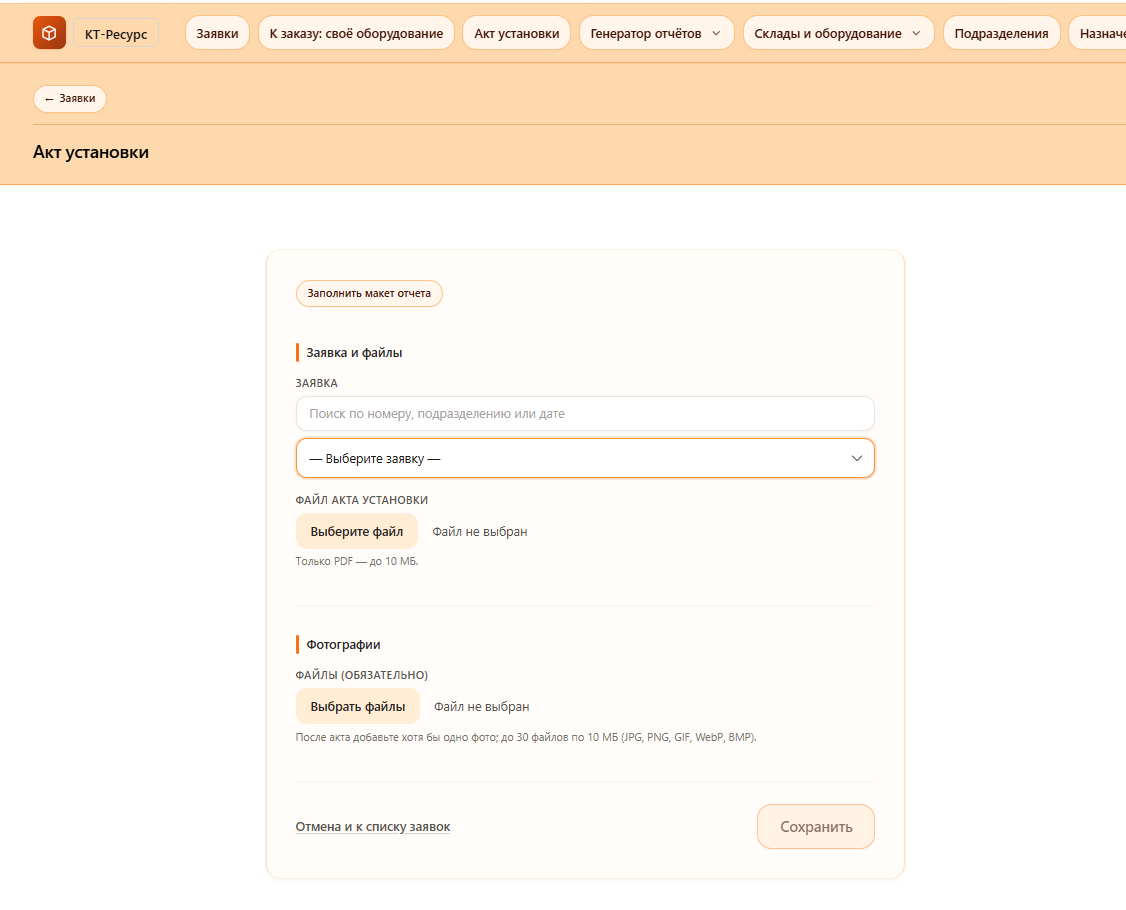 КТ-Ресурс Заявки К заказу: своё оборудование Акт установки Генератор отчётов Склады и оборудование Подразделения Назначе
← Заявки
Акт установки
Заполнить макет отчета
Заявка и файлы
ЗАЯВКА
Поиск по номеру, подразделению или дате
— Выберите заявку —
ФАЙЛ АКТА УСТАНОВКИ
Выберите файл Файл не выбран
Только PDF — до 10 МБ.
Фотографии
ФАЙЛЫ (ОБЯЗАТЕЛЬНО)
Выбрать файлы Файл не выбран
После акта добавьте хотя бы одно фото; до 30 файлов по 10 МБ (JPG, PNG, GIF, WebP, BMP).
Отмена и к списку заявок Сохранить